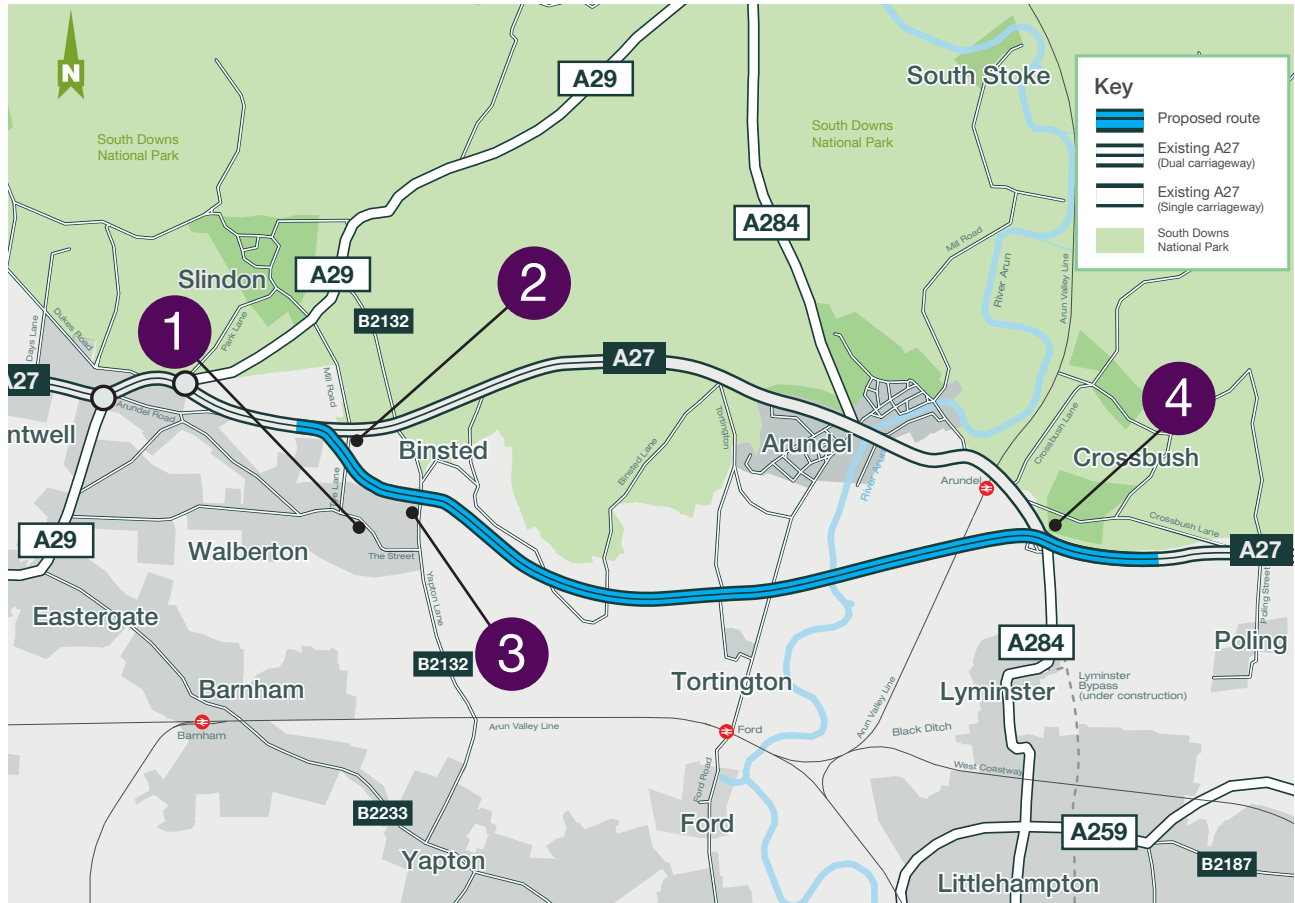 N
A29
South Stoke
Key
Proposed route
Existing A27
(Dual carriageway)
Existing A27
(Single carriageway)
South Downs
National Park
South Downs
National Park
South Downs
National Park
A284
Mill Road
River Arun
Arun Valley Line
Slindon
A29
2
B2132
1
Dukes Road
Days Lane
Park Lane
Mill Road
A27
A27
4
Arundel Road
ntwell
Binsted
Tortington
Binsted Lane
Arundel
River Arun
Arundel
Crossbush Lane
Crossbush
Crossbush Lane
A27
A29
Walberton
The Street
Yapton Lane
Poling Street
Eastergate
3
B2132
A284
Poling
Barnham
Tortington
Lyminster
Lyminster
Bypass
(under construction)
Barnham
Arun Valley Line
Ford
Arun Valley Line
Black Ditch
West Coastway
Ford Road
B2233
Ford
A259
Yapton
B2187
Littlehampton